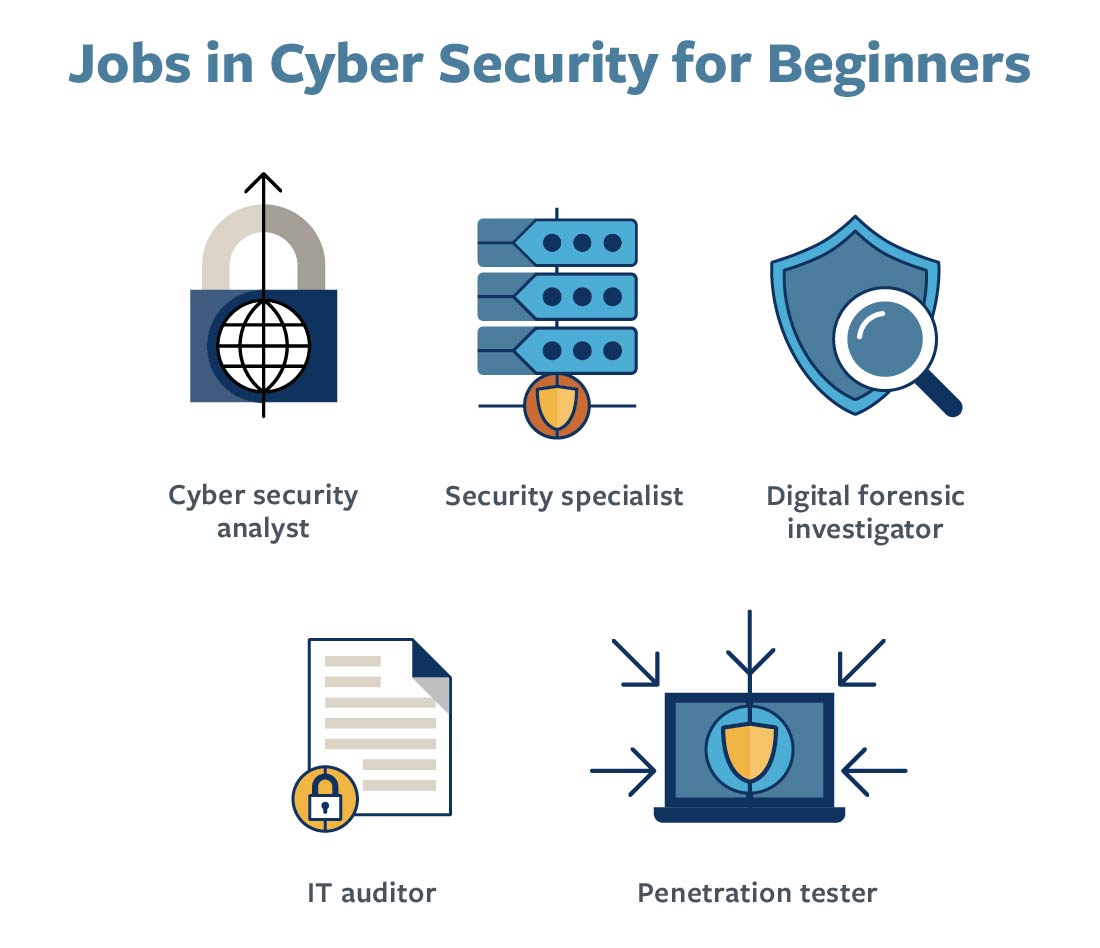 Jobs in Cyber Security for Beginners
Cyber security
analyst
Security specialist
Digital forensic
investigator
IT auditor
Penetration tester